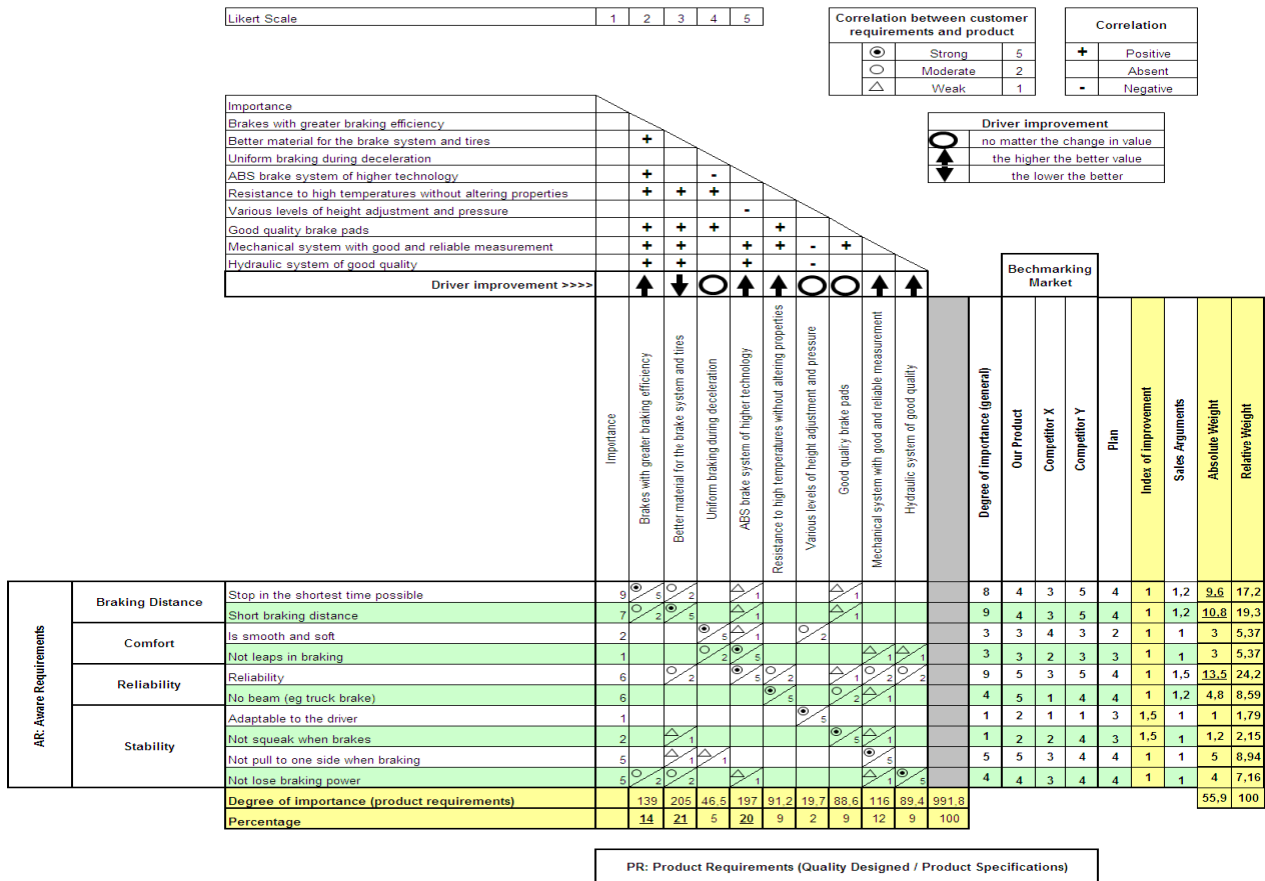 Likert Scale 1 2 3 4 5
Correlation between customer requirements and product
Strong 5
Moderate 2
Weak 1
Correlation
+ Positive
Absent
- Negative
Driver improvement
no matter the change in value
the higher the better value
the lower the better
Importance
Brakes with greater braking efficiency
Better material for the brake system and tires +
Uniform braking during deceleration
ABS brake system of higher technology + -
Resistance to high temperatures without altering properties + + +
Various levels of height adjustment and pressure -
Good quality brake pads + + + +
Mechanical system with good and reliable measurement + + + + - +
Hydraulic system of good quality + + + -
Driver improvement >>>>
Bechmarking
Market
Importance
Brakes with greater braking efficiency
Better material for the brake system and tires
Uniform braking during deceleration
ABS brake system of higher technology
Resistance to high temperatures without altering properties
Various levels of height adjustment and pressure
Good quality brake pads
Mechanical system with good and reliable measurement
Hydraulic system of good quality
Degree of importance (general)
Our Product
Competitor X
Competitor Y
Plan
Index of improvement
Sales Arguments
Absolute Weight
Relative Weight
AR: Aware Requirements
Braking Distance
Stop in the shortest time possible 9 5 2 1 1 8 4 3 5 4 1 1,2 9,6 17,2
Short braking distance 7 2 5 1 1 9 4 3 5 4 1 1,2 10,8 19,3
Comfort
Is smooth and soft 2 5 1 2 3 3 4 3 2 1 1 3 5,37
Not leaps in braking 1 2 5 1 1 3 3 2 3 3 1 1 3 5,37
Reliability
Reliability 6 2 5 2 1 2 2 9 5 3 5 4 1 1,5 13,5 24,2
No beam (eg truck brake) 6 5 2 1 4 5 1 4 4 1 1,2 4,8 8,59
Stability
Adaptable to the driver 1 5 1 2 1 1 3 1,5 1 1 1,79
Not squeak when brakes 2 1 5 1 1 2 2 4 3 1,5 1 1,2 2,15
Not pull to one side when braking 5 1 1 5 5 5 3 4 4 1 1 5 8,94
Not lose braking power 5 2 2 1 1 5 4 4 3 4 4 1 1 4 7,16
Degree of importance (product requirements) 139 205 46,5 197 91,2 19,7 88,6 116 89,4 991,8 55,9 100
Percentage 14 21 5 20 9 2 9 12 9 100
PR: Product Requirements (Quality Designed / Product Specifications)